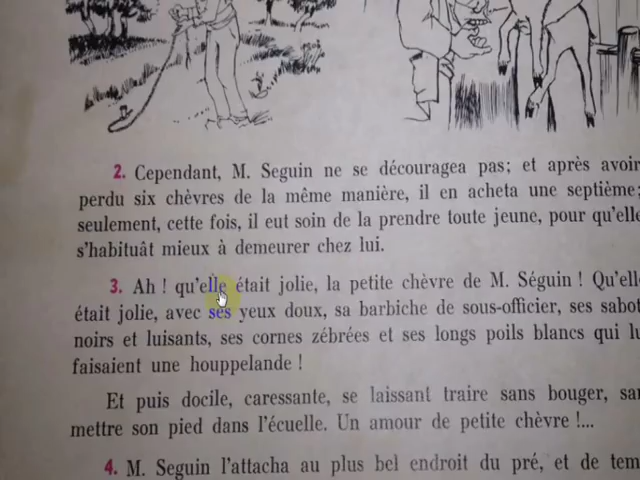 2. Cependant, M. Seguin ne se découragea pas; et après avoir
perdu six chèvres de la même manière, il en acheta une septième;
seulement, cette fois, il eut soin de la prendre toute jeune, pour qu'elle
s'habituât mieux à demeurer chez lui.
3. Ah ! qu'elle était jolie, la petite chèvre de M. Séguin ! Qu'ell
était jolie, avec ses yeux doux, sa barbiche de sous-officier, ses sabot
noirs et luisants, ses cornes zébrées et ses longs poils blancs qui lu
faisaient une houppelande !
Et puis docile, caressante, se laissant traire sans bouger, san
mettre son pied dans l'écuelle. Un amour de petite chèvre !...
4. M. Seguin l'attacha au plus bel endroit du pré, et de tem